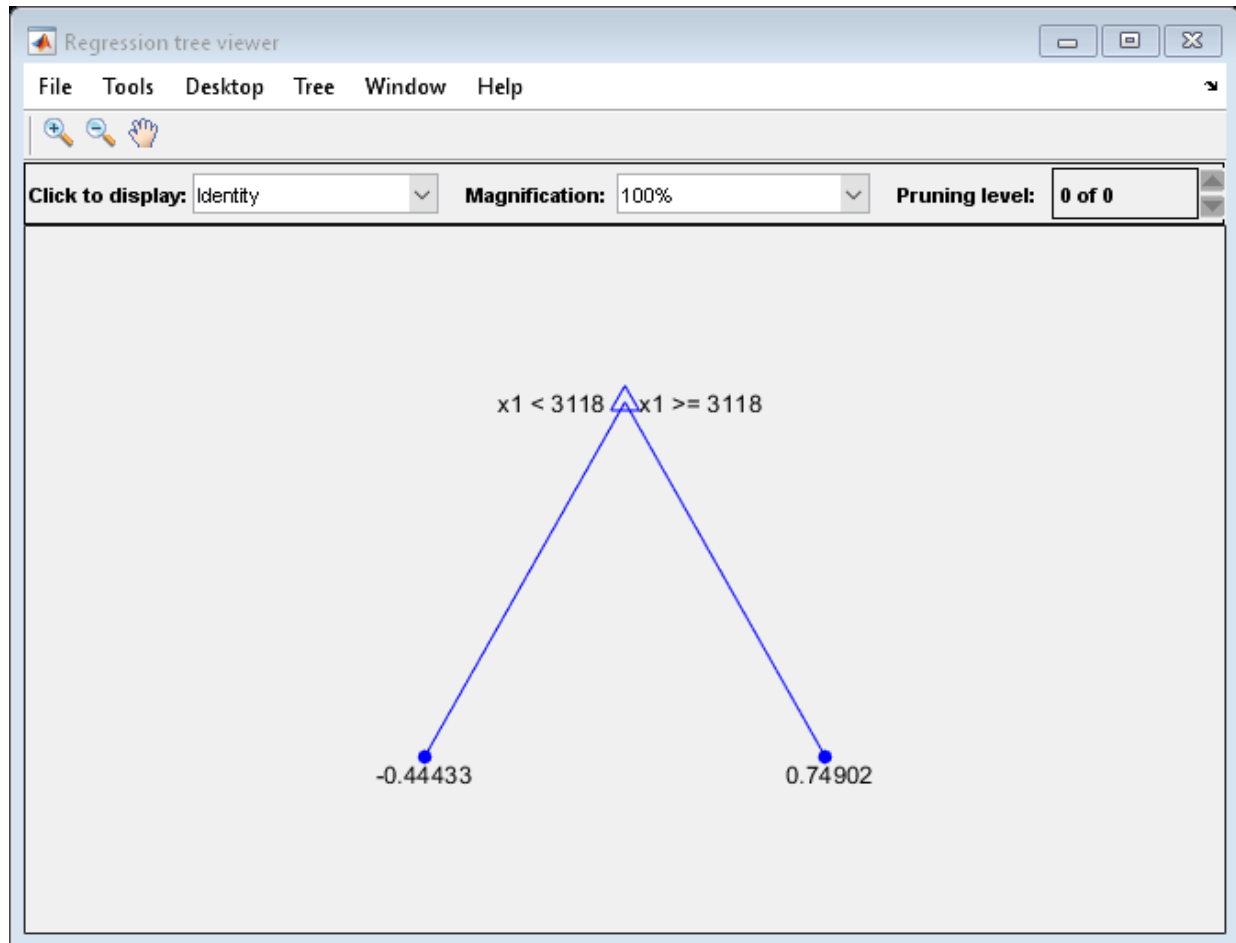 Regression tree viewer
File Tools Desktop Tree Window Help
Click to display: Identity Magnification: 100% Pruning level: 0 of 0
x1 < 3118 x1 >= 3118
-0.44433 0.74902